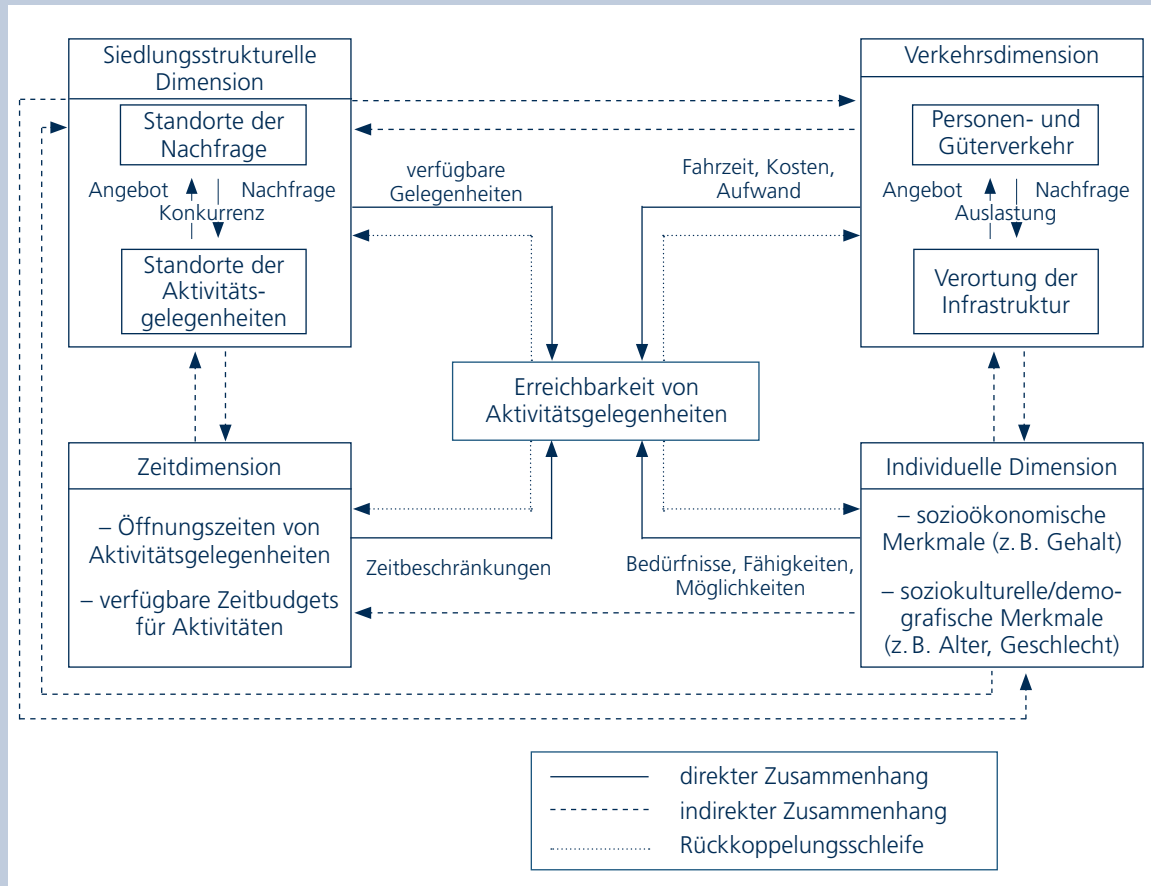 Siedlungsstrukturelle
Dimension
Standorte der
Nachfrage
Angebot
Nachfrage
Konkurrenz
Standorte der
Aktivitäts-
gelegenheiten
verfügbare
Gelegenheiten
Fahrzeit, Kosten,
Aufwand
Verkehrsdimension
Personen- und
Güterverkehr
Angebot
Nachfrage
Auslastung
Verortung der
Infrastruktur
Erreichbarkeit von
Aktivitätsgelegenheiten
Zeitdimension
– Öffnungszeiten von
Aktivitätsgelegenheiten
– verfügbare Zeitbudgets
für Aktivitäten
Zeitbeschränkungen
Bedürfnisse, Fähigkeiten,
Möglichkeiten
Individuelle Dimension
– sozioökonomische
Merkmale (z. B. Gehalt)
– soziokulturelle/demo-
grafische Merkmale
(z. B. Alter, Geschlecht)
direkter Zusammenhang
indirekter Zusammenhang
Rückkoppelungsschleife